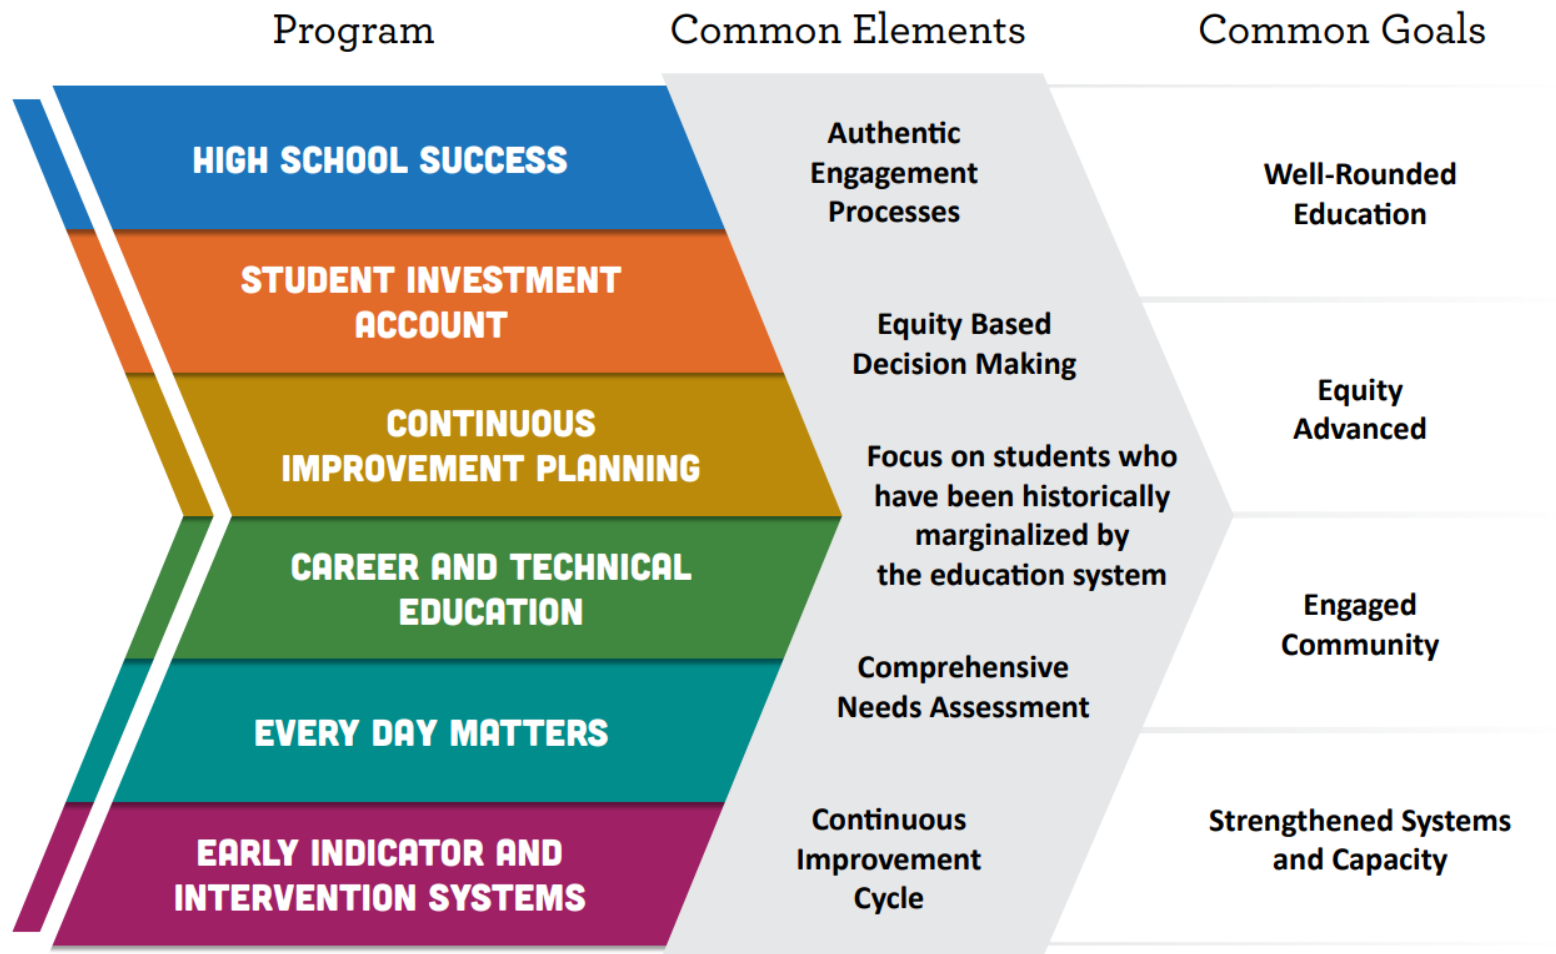 Program
Common Elements
Common Goals
HIGH SCHOOL SUCCESS
STUDENT INVESTMENT
ACCOUNT
CONTINUOUS
IMPROVEMENT PLANNING
CAREER AND TECHNICAL
EDUCATION
EVERY DAY MATTERS
EARLY INDICATOR AND
INTERVENTION SYSTEMS
Authentic
Engagement
Processes
Equity Based
Decision Making
Focus on students who
have been historically
marginalized by
the education system
Comprehensive
Needs Assessment
Continuous
Improvement
Cycle
Well-Rounded
Education
Equity
Advanced
Engaged
Community
Strengthened Systems
and Capacity